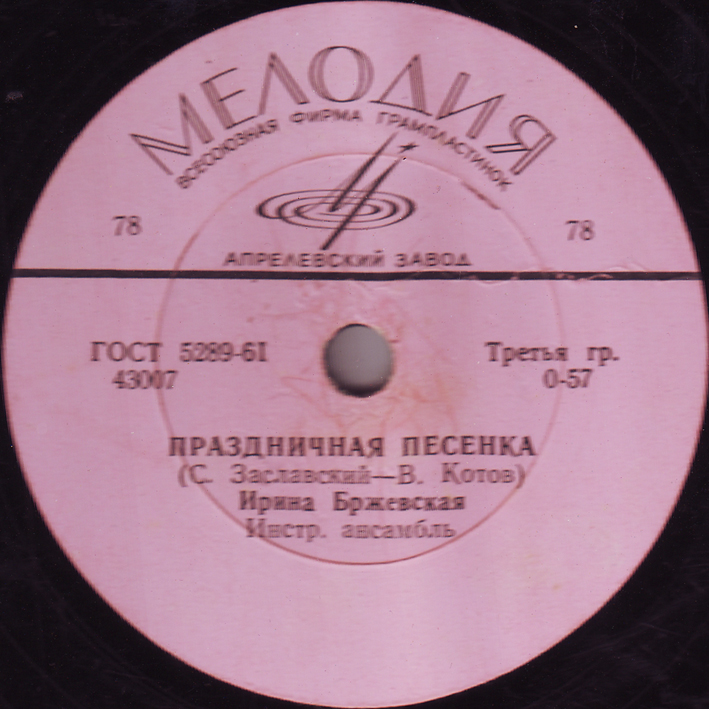 МЕЛОДИЯ
ВСЕСОЮЗНАЯ ФИРМА ГРАМПЛАСТИНОК
78 78
АПРЕЛЕВСКИЙ ЗАВОД
ГОСТ 5289-61 Третья гр.
43007 0-57
ПРАЗДНИЧНАЯ ПЕСЕНКА
(С. Заславский—В. Котов)
Ирина Бржевская
Инстр. ансамбль